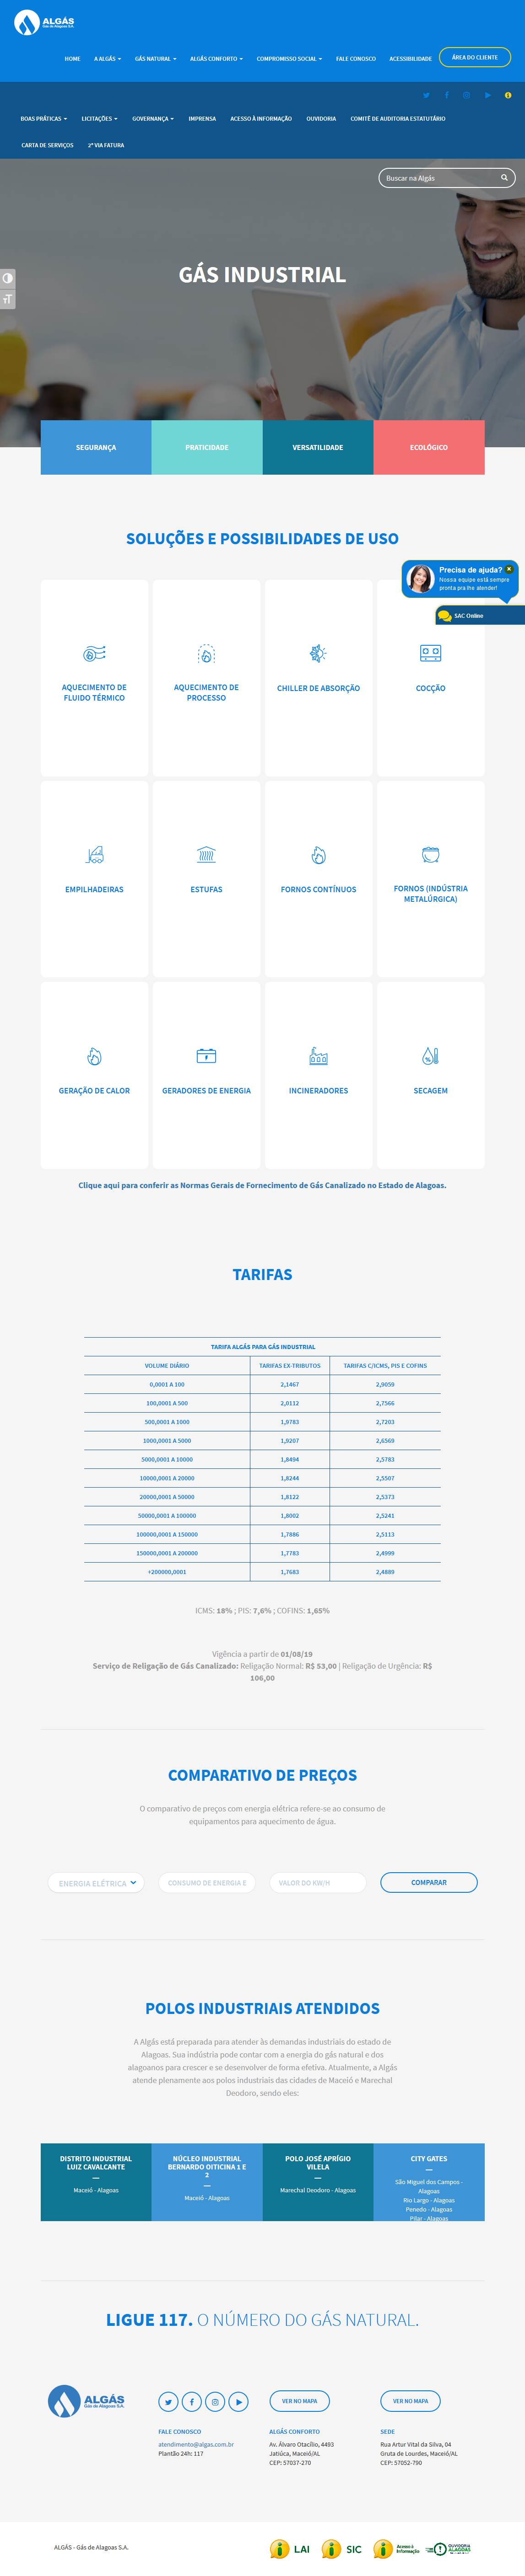 ALGÁS
Gás de Alagoas S.A.
HOME
A ALGÁS
GÁS NATURAL
ALGÁS CONFORTO
COMPROMISSO SOCIAL
FALE CONOSCO
ACESSIBILIDADE
ÁREA DO CLIENTE
BOAS PRÁTICAS
LICITAÇÕES
GOVERNANÇA
IMPRENSA
ACESSO À INFORMAÇÃO
OUVIDORIA
COMITÊ DE AUDITORIA ESTATUTÁRIO
CARTA DE SERVIÇOS
2ª VIA FATURA
Buscar na Algás
GÁS INDUSTRIAL
SEGURANÇA
PRATICIDADE
VERSATILIDADE
ECOLÓGICO
SOLUÇÕES E POSSIBILIDADES DE USO
Precisa de ajuda?
Nossa equipe está sempre
pronta pra lhe atender!
SAC Online
AQUECIMENTO DE
FLUIDO TÉRMICO
AQUECIMENTO DE
PROCESSO
CHILLER DE ABSORÇÃO
COCÇÃO
EMPILHADEIRAS
ESTUFAS
FORNOS CONTÍNUOS
FORNOS (INDÚSTRIA
METALÚRGICA)
GERAÇÃO DE CALOR
GERADORES DE ENERGIA
INCINERADORES
SECAGEM
Clique aqui para conferir as Normas Gerais de Fornecimento de Gás Canalizado no Estado de Alagoas.
TARIFAS
TARIFA ALGÁS PARA GÁS INDUSTRIAL
VOLUME DIÁRIO TARIFAS EX-TRIBUTOS TARIFAS C/ICMS, PIS E COFINS
0,0001 A 100 2,1467 2,9059
100,0001 A 500 2,0112 2,7566
500,0001 A 1000 1,9783 2,7203
1000,0001 A 5000 1,9207 2,6569
5000,0001 A 10000 1,8494 2,5783
10000,0001 A 20000 1,8244 2,5507
20000,0001 A 50000 1,8122 2,5373
50000,0001 A 100000 1,8002 2,5241
100000,0001 A 150000 1,7886 2,5113
150000,0001 A 200000 1,7783 2,4999
+200000,0001 1,7683 2,4889
ICMS: 18% ; PIS: 7,6% ; COFINS: 1,65%
Vigência a partir de 01/08/19
Serviço de Religação de Gás Canalizado: Religação Normal: R$ 53,00 | Religação de Urgência: R$
106,00
COMPARATIVO DE PREÇOS
O comparativo de preços com energia elétrica refere-se ao consumo de
equipamentos para aquecimento de água.
ENERGIA ELÉTRICA
CONSUMO DE ENERGIA E
VALOR DO KW/H
COMPARAR
POLOS INDUSTRIAIS ATENDIDOS
A Algás está preparada para atender às demandas industriais do estado de
Alagoas. Sua indústria pode contar com a energia do gás natural e dos
alagoanos para crescer e se desenvolver de forma efetiva. Atualmente, a Algás
atende plenamente aos polos industriais das cidades de Maceió e Marechal
Deodoro, sendo eles:
DISTRITO INDUSTRIAL
LUIZ CAVALCANTE
Maceió - Alagoas
NÚCLEO INDUSTRIAL
BERNARDO OITICINA 1 E
2
Maceió - Alagoas
POLO JOSÉ APRÍGIO
VILELA
Marechal Deodoro - Alagoas
CITY GATES
São Miguel dos Campos -
Alagoas
Rio Largo - Alagoas
Penedo - Alagoas
Pilar - Alagoas
LIGUE 117. O NÚMERO DO GÁS NATURAL.
ALGÁS
Gás de Alagoas S.A.
FALE CONOSCO
atendimento@algas.com.br
Plantão 24h: 117
VER NO MAPA
ALGÁS CONFORTO
Av. Álvaro Otacílio, 4493
Jatiúca, Maceió/AL
CEP: 57037-270
VER NO MAPA
SEDE
Rua Artur Vital da Silva, 04
Gruta de Lourdes, Maceió/AL
CEP: 57052-790
ALGÁS - Gás de Alagoas S.A.
LAI
SIC
Acesso à
Informação
OUVIDORIA
ALAGOAS